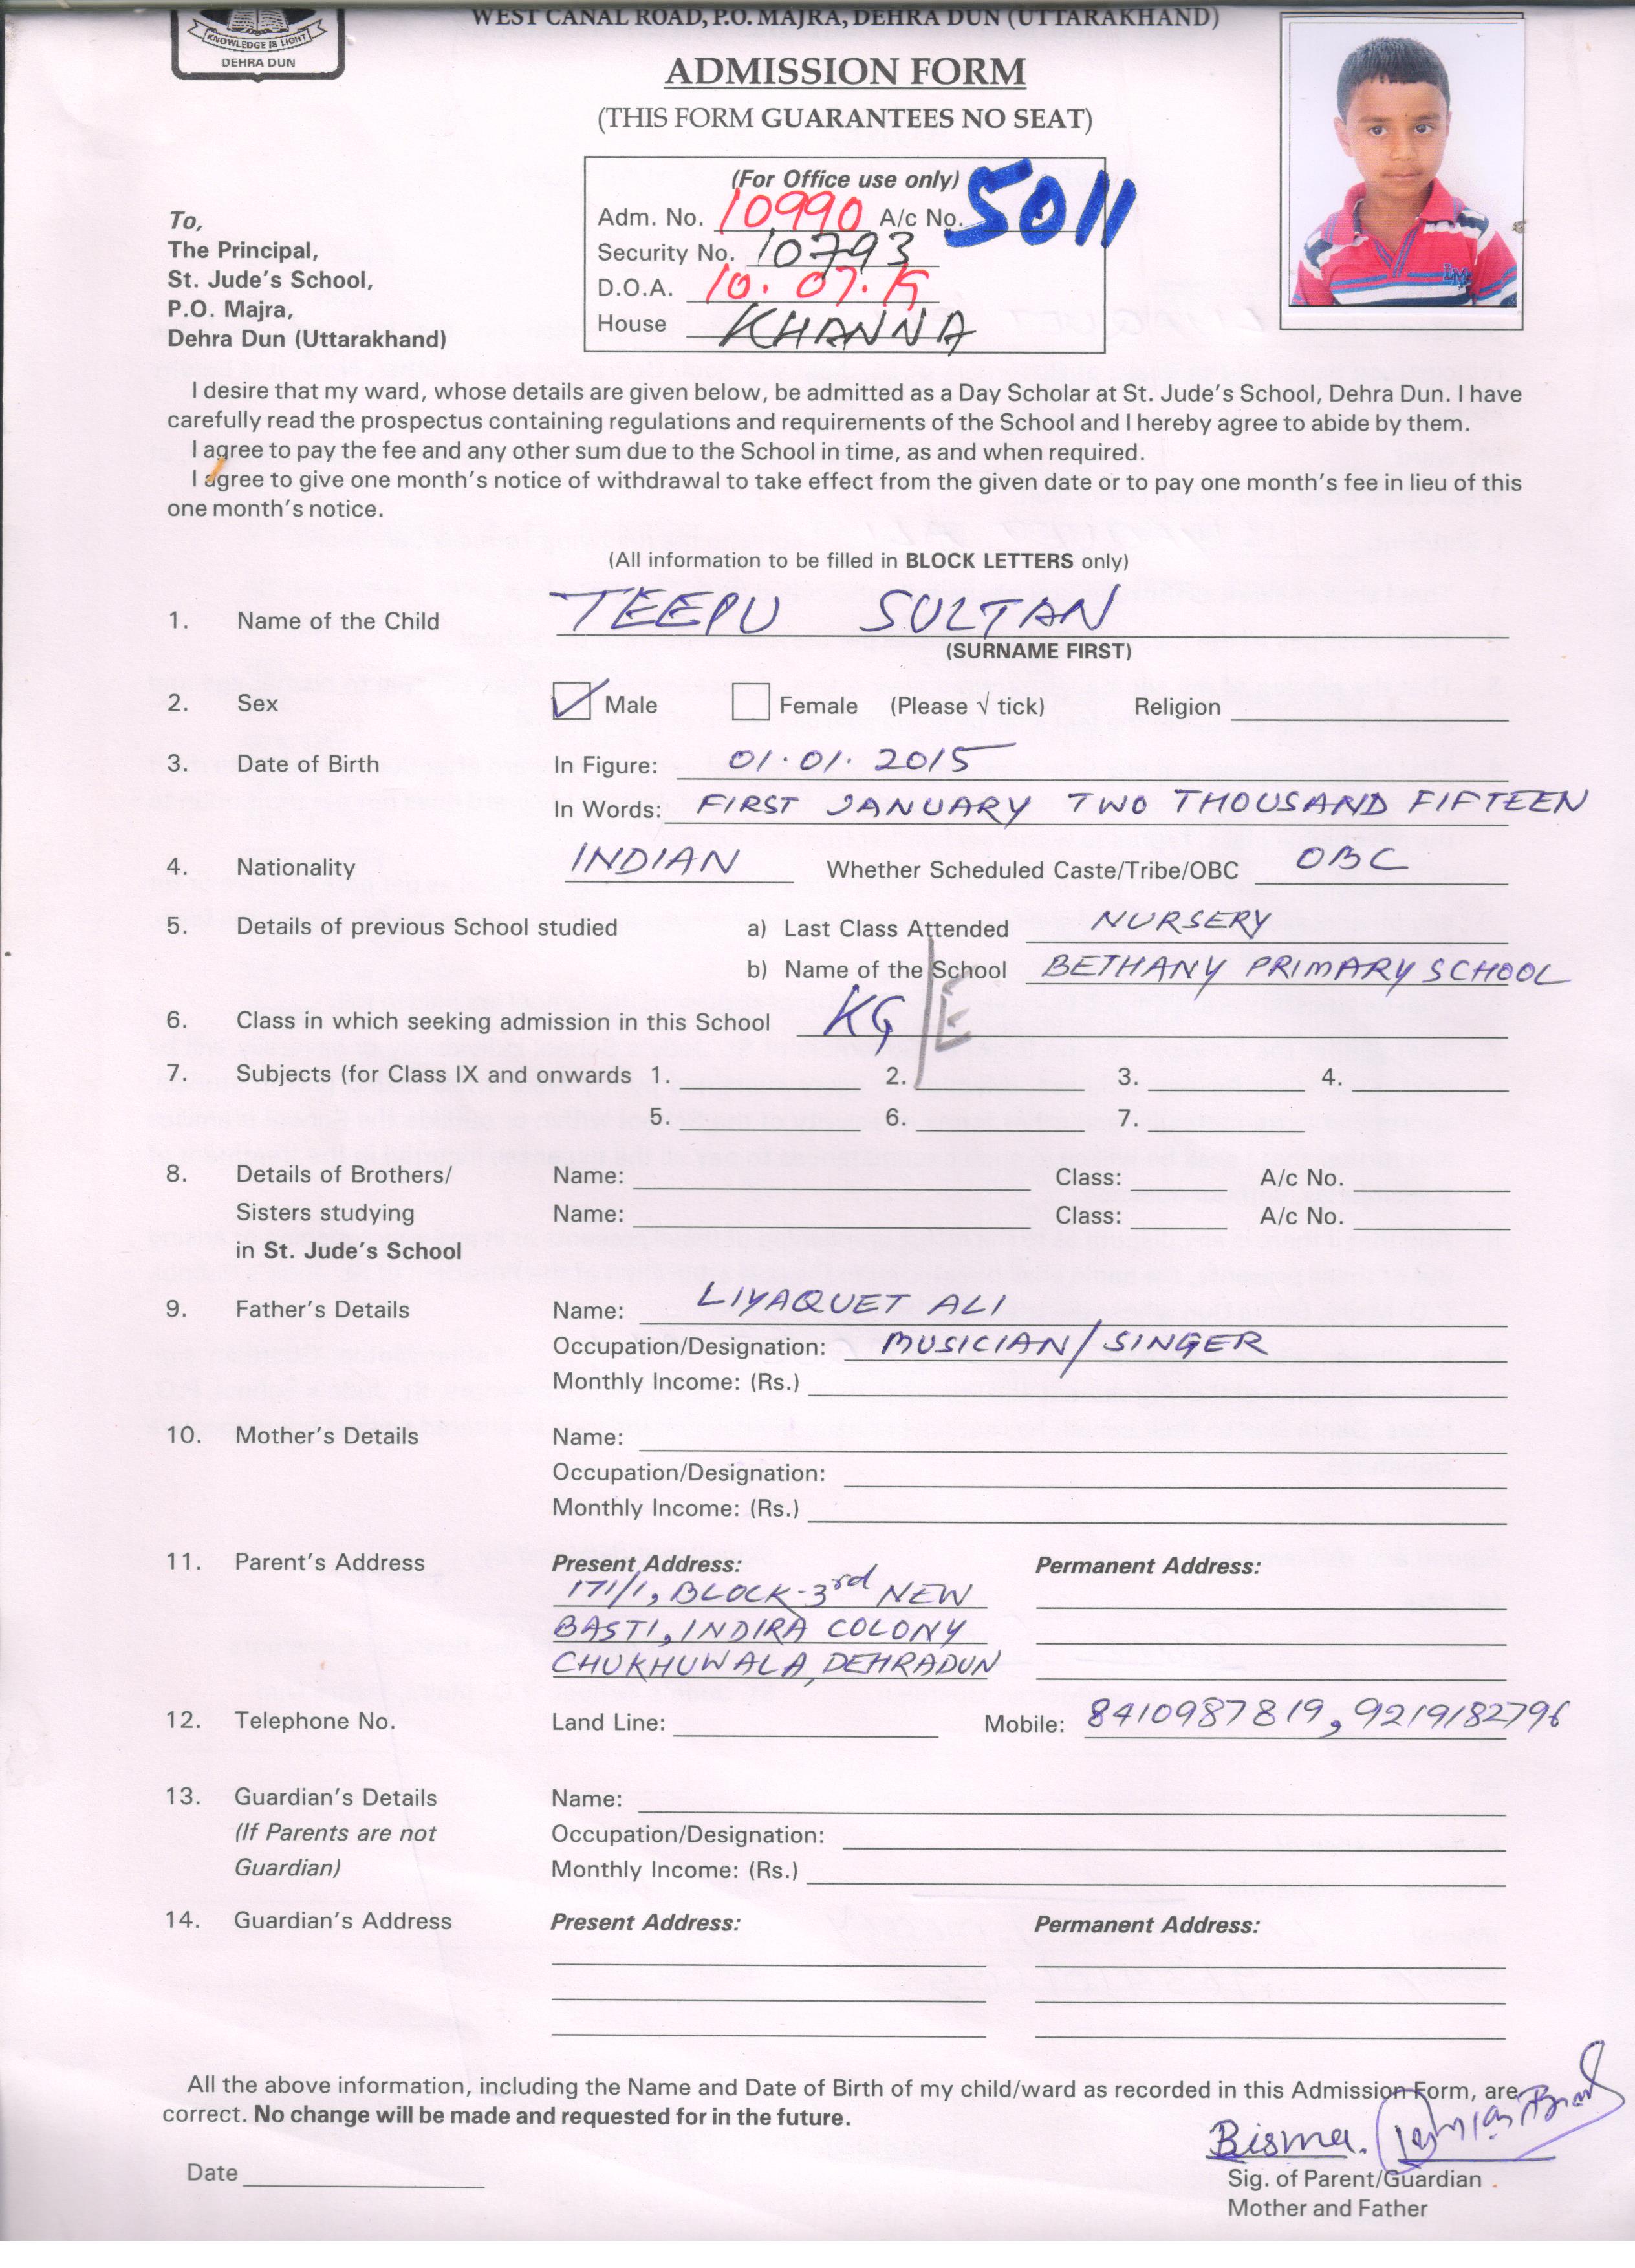 WEST CANAL ROAD, P.O. MAJRA, DEHRA DUN (UTTARAKHAND)
KNOWLEDGE IS LIGHT
DEHRA DUN
ADMISSION FORM
(THIS FORM GUARANTEES NO SEAT)
(For Office use only)
Adm. No. 10990 A/c No. 5011
Security No. 10793
D.O.A. 10.07.19
House KHANNA
To,
The Principal,
St. Jude's School,
P.O. Majra,
Dehra Dun (Uttarakhand)
I desire that my ward, whose details are given below, be admitted as a Day Scholar at St. Jude's School, Dehra Dun. I have
carefully read the prospectus containing regulations and requirements of the School and I hereby agree to abide by them.
I agree to pay the fee and any other sum due to the School in time, as and when required.
I agree to give one month's notice of withdrawal to take effect from the given date or to pay one month's fee in lieu of this
one month's notice.
(All information to be filled in BLOCK LETTERS only)
1. Name of the Child TEEPU SULTAN
(SURNAME FIRST)
2. Sex Male Female (Please √ tick) Religion
3. Date of Birth In Figure: 01.01.2015
In Words: FIRST JANUARY TWO THOUSAND FIFTEEN
4. Nationality INDIAN Whether Scheduled Caste/Tribe/OBC OBC
5. Details of previous School studied a) Last Class Attended NURSERY
b) Name of the School BETHANY PRIMARY SCHOOL
6. Class in which seeking admission in this School KG E
7. Subjects (for Class IX and onwards 1. 2. 3. 4.
5. 6. 7.
8. Details of Brothers/ Name: Class: A/c No.
Sisters studying Name: Class: A/c No.
in St. Jude's School
9. Father's Details Name: LIYAQUET ALI
Occupation/Designation: MUSICIAN/SINGER
Monthly Income: (Rs.)
10. Mother's Details Name:
Occupation/Designation:
Monthly Income: (Rs.)
11. Parent's Address Present Address: Permanent Address:
171/1, BLOCK-3rd NEW
BASTI, INDIRA COLONY
CHUKHUWALA, DEHRADUN
12. Telephone No. Land Line: Mobile: 8410987819, 9219182796
13. Guardian's Details Name:
(If Parents are not Occupation/Designation:
Guardian) Monthly Income: (Rs.)
14. Guardian's Address Present Address: Permanent Address:
All the above information, including the Name and Date of Birth of my child/ward as recorded in this Admission Form, are
correct. No change will be made and requested for in the future.
Bisma.
Date Sig. of Parent/Guardian
Mother and Father